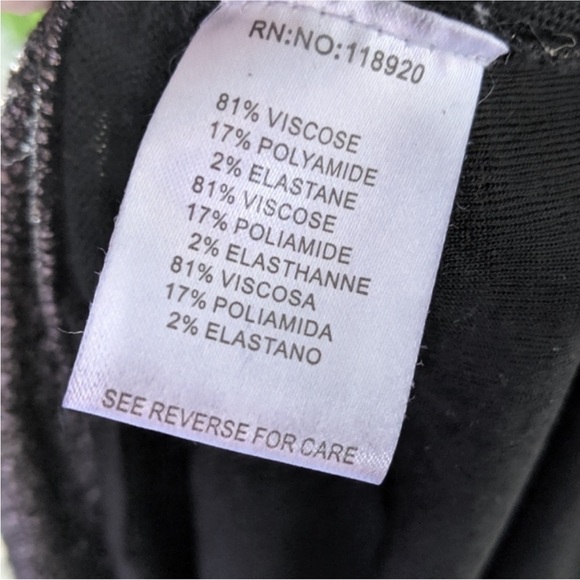 RN:NO:118920
81% VISCOSE
17% POLYAMIDE
2% ELASTANE
81% VISCOSE
17% POLIAMIDE
2% ELASTHANNE
81% VISCOSA
17% POLIAMIDA
2% ELASTANO
SEE REVERSE FOR CARE